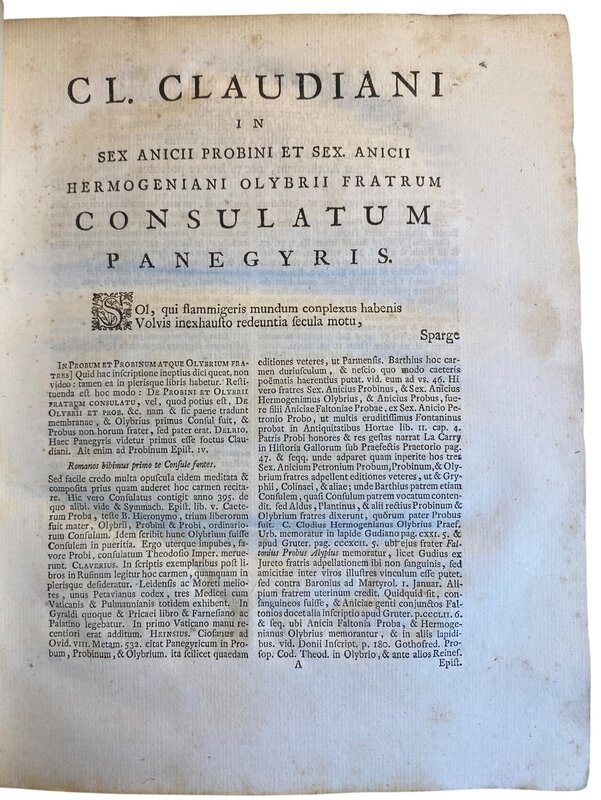 CL. CLAUDIANI
IN
SEX ANICII PROBINI ET SEX. ANICII
HERMOGENIANI OLYBRII FRATRUM
CONSULATUM
PANEGYRIS.
SOl, qui flammigeris mundum conplexus habenis
Volvis inexhausto redeuntia secula motu,
Sparge
IN PROBUM ET PROBINUM ATQUE OLYBRIUM FRA-
TRES] Quid hac inscriptione ineptius dici queat, non
video: tamen ea in plerisque libris habetur. Resti-
tuenda est hoc modo: DE PROBINI ET OLYBRII
FRATRUM CONSULATU, vel, quod potius est, DE
OLYBRII ET PROB. &c. nam & sic pane tradunt
membranae, & Olybrius primus Consul fuit, &
Probus non horum frater, sed pater erat. DELRIO.
Haec Panegyris videtur primus esse foetus Claudi-
diani. Ait enim ad Probinum Epist. IV.
Romanos bibimus primo te Consule fontes.
Sed facile credo multa opuscula eidem meditata &
composita prius quam auderet hoc carmen recita-
re. Hic vero Consulatus contigit anno 395. de
quo alibi. vide & Symmach. Epist. lib. v. Caete-
rum Proba, teste B. Hieronymo, trium liberorum
fuit mater, Olybrii, Probini & Probi, ordinario-
rum Consulum. Idem scribit hunc Olybrium fuisse
Consulem in pueritia. Ergo uterque impubes, fa-
vore Probi, consulatum Theodosio Imper. merue-
runt. CLAVERIUS. In scriptis exemplaribus post li-
bros in Rufinum legitur hoc carmen, quamquam in
plerisque desideratur. Leidensis ac Moreti melio-
res, unus Petavianus codex, tres Medicei cum
Vaticanis & Pulmannianis totidem exhibent. In
Gyraldi quoque & Pricaei libro & Farnesiano ac
Palatino legebatur. In primo Vaticano manu re-
centiori erat additum. HEINSIUS. Ciofanus ad
Ovid. VIII. Metam. 532. citat Panegyricum in Pro-
bum, Probinum, & Olybrium. ita scilicet quaedam
editiones veteres, ut Parmensis. Barthius hoc car-
men duriusculum, & nescio quo modo caeteris
poëmatis haerentius putat. vid. eum ad vs. 46. Hi
vero fratres Sex. Anicius Probinus, & Sex. Anicius
Hermogenianus Olybrius, & Anicius Probus, fue-
re filii Aniciae Faltoniae Probae, ex Sex. Anicio Pe-
tronio Probo, ut multis eruditissimus Fontaninus
probat in Antiquitatibus Hortae lib. II. cap. 4.
Patris Probi honores & res gestas narrat La Carry
in Historia Gallorum sub Praefectis Praetorio pag.
47. & seqq. unde adparet quam inperite hos tres
Sex. Anicium Petronium Probum, Probinum, & Oly-
brium fratres adpellent editiones veteres, ut & Gry-
phii, Colinaei, & aliae; unde Barthius patrem etiam
Consulem, quasi Consulum patrem vocatum conten-
dit. sed Aldus, Plantinus, & alii rectius Probinum &
Olybrium fratres dixerunt, quorum pater Probus
fuit. C. Clodius Hermogenianus Olybrius Praef.
Urb. memoratur in lapide Gudiano pag. CXXI. 5. &
apud Gruter. pag. CCCXCII. 5. ubi ejus frater Fal-
tonius Probus Alypius memoratur, licet Gudius ex
Jureto fratris appellationem ibi non sanguinis, sed
amicitiae inter viros illustres vinculum esse putet,
sed contra Baronius ad Martyrol. 1. Januar. Ali-
pium fratrem uterinum credit. Quidquid sit, con-
sanguineos fuisse, & Aniciae genti conjunctos Fal-
tonios docet alia inscriptio apud Gruter. p. CCCLII. 6.
& seq. ubi Anicia Faltonia Proba, & Hermoge-
nianus Olybrius memorantur, & in aliis lapidi-
bus. vid. Donii Inscript. p. 180. Gothofred. Pro-
sop. Cod. Theod. in Olybrio, & ante alios Reines.
A
Epist.